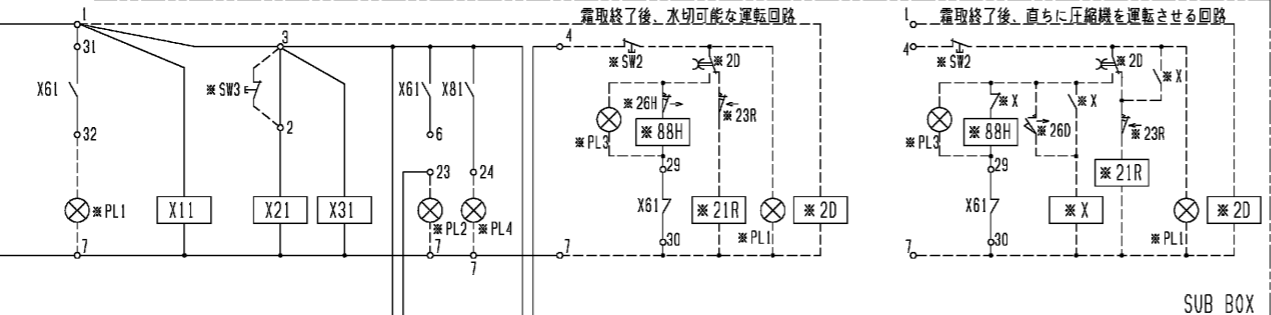 霜取終了後、水切可能な運転回路
霜取終了後、直ちに圧縮機を運転させる回路
1
31
3
4
1
4
※SW2
※2D
※SW2
※2D
X61
※SW3
X61
X81
※26H
※23R
※X
※X
※X
32
2
6
※PL3
※88H
※PL3
※88H
※26D
※23R
23
24
29
29
※21R
※PL1
X11
X21
X31
※PL2
※PL4
X61
※21R
※PL1
※2D
X61
※X
※PL1
※2D
7
7
7
7
30
7
30
SUB BOX